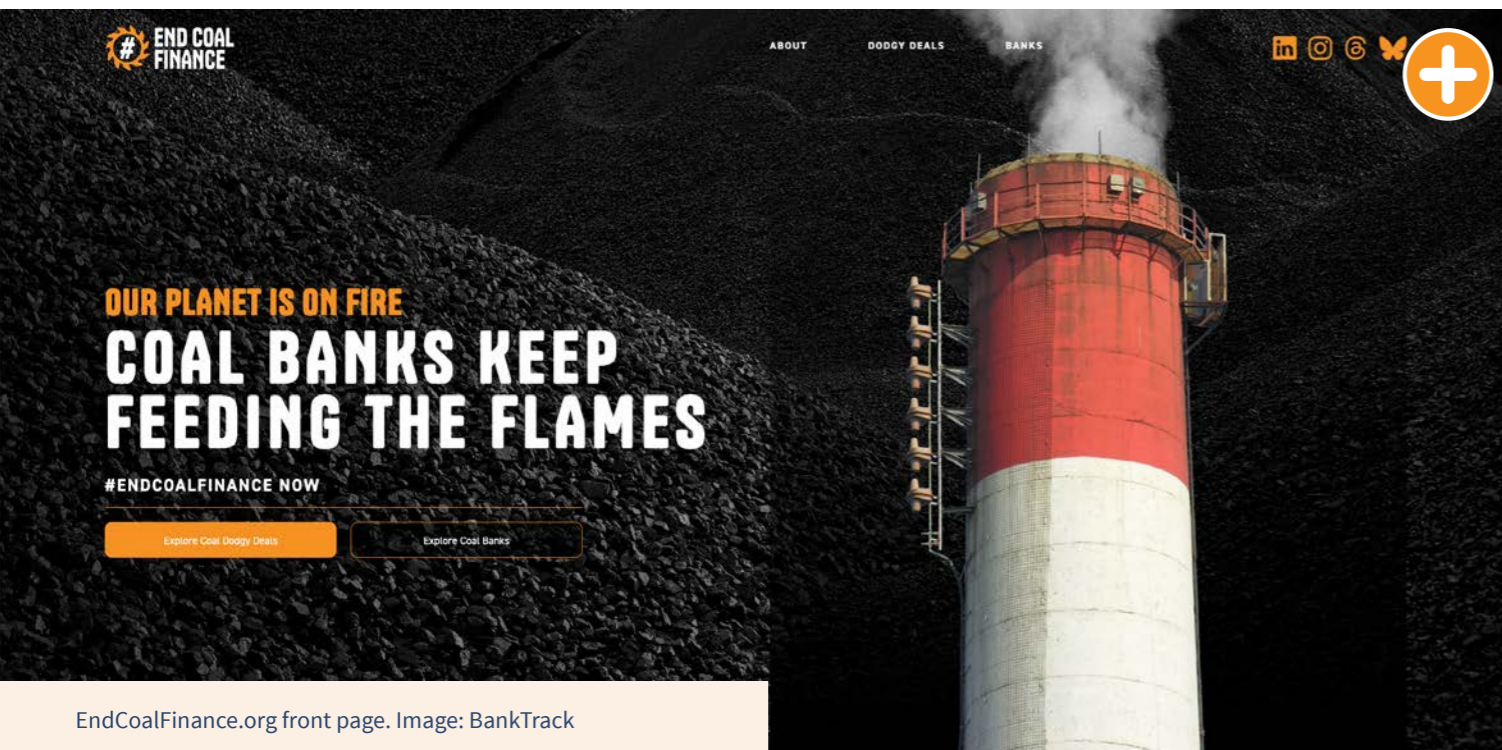 # END COAL
FINANCE
ABOUT DODGY DEALS BANKS
OUR PLANET IS ON FIRE
COAL BANKS KEEP
FEEDING THE FLAMES
#ENDCOALFINANCE NOW
Explore Coal Dodgy Deals
Explore Coal Banks
EndCoalFinance.org front page. Image: BankTrack